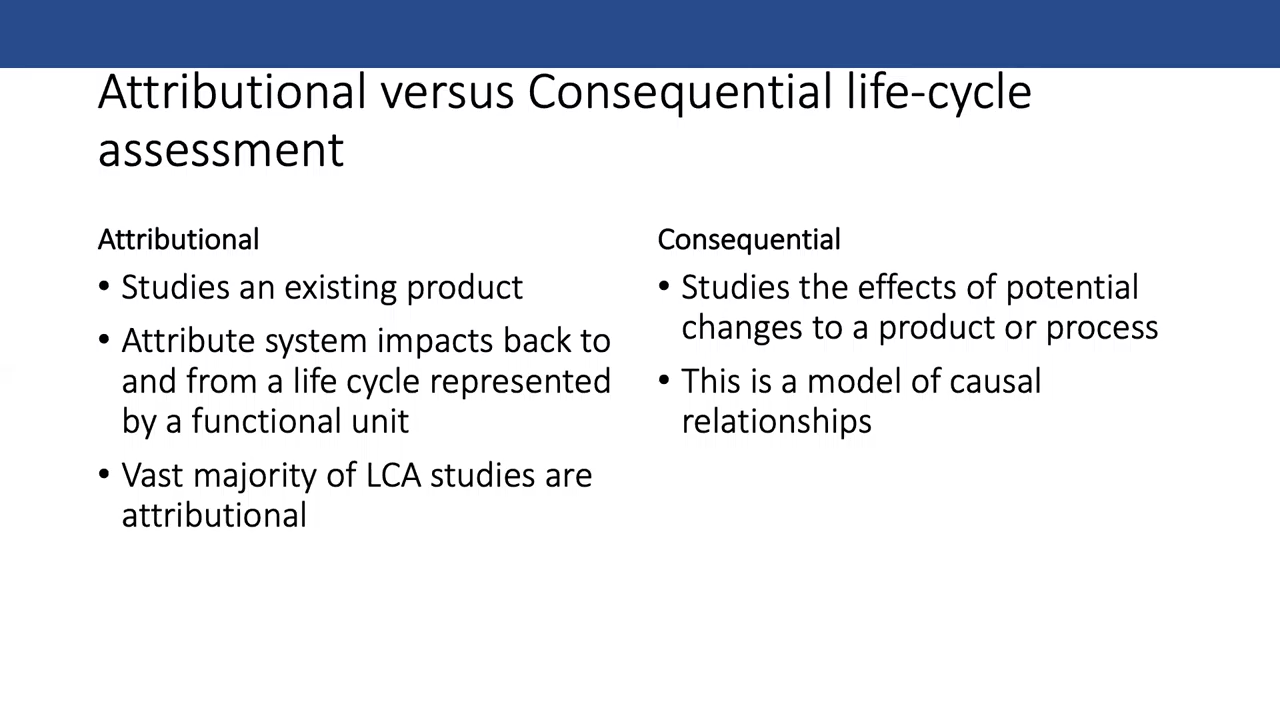 Attributional versus Consequential life-cycle
assessment
Attributional
• Studies an existing product
• Attribute system impacts back to
and from a life cycle represented
by a functional unit
• Vast majority of LCA studies are
attributional
Consequential
• Studies the effects of potential
changes to a product or process
• This is a model of causal
relationships